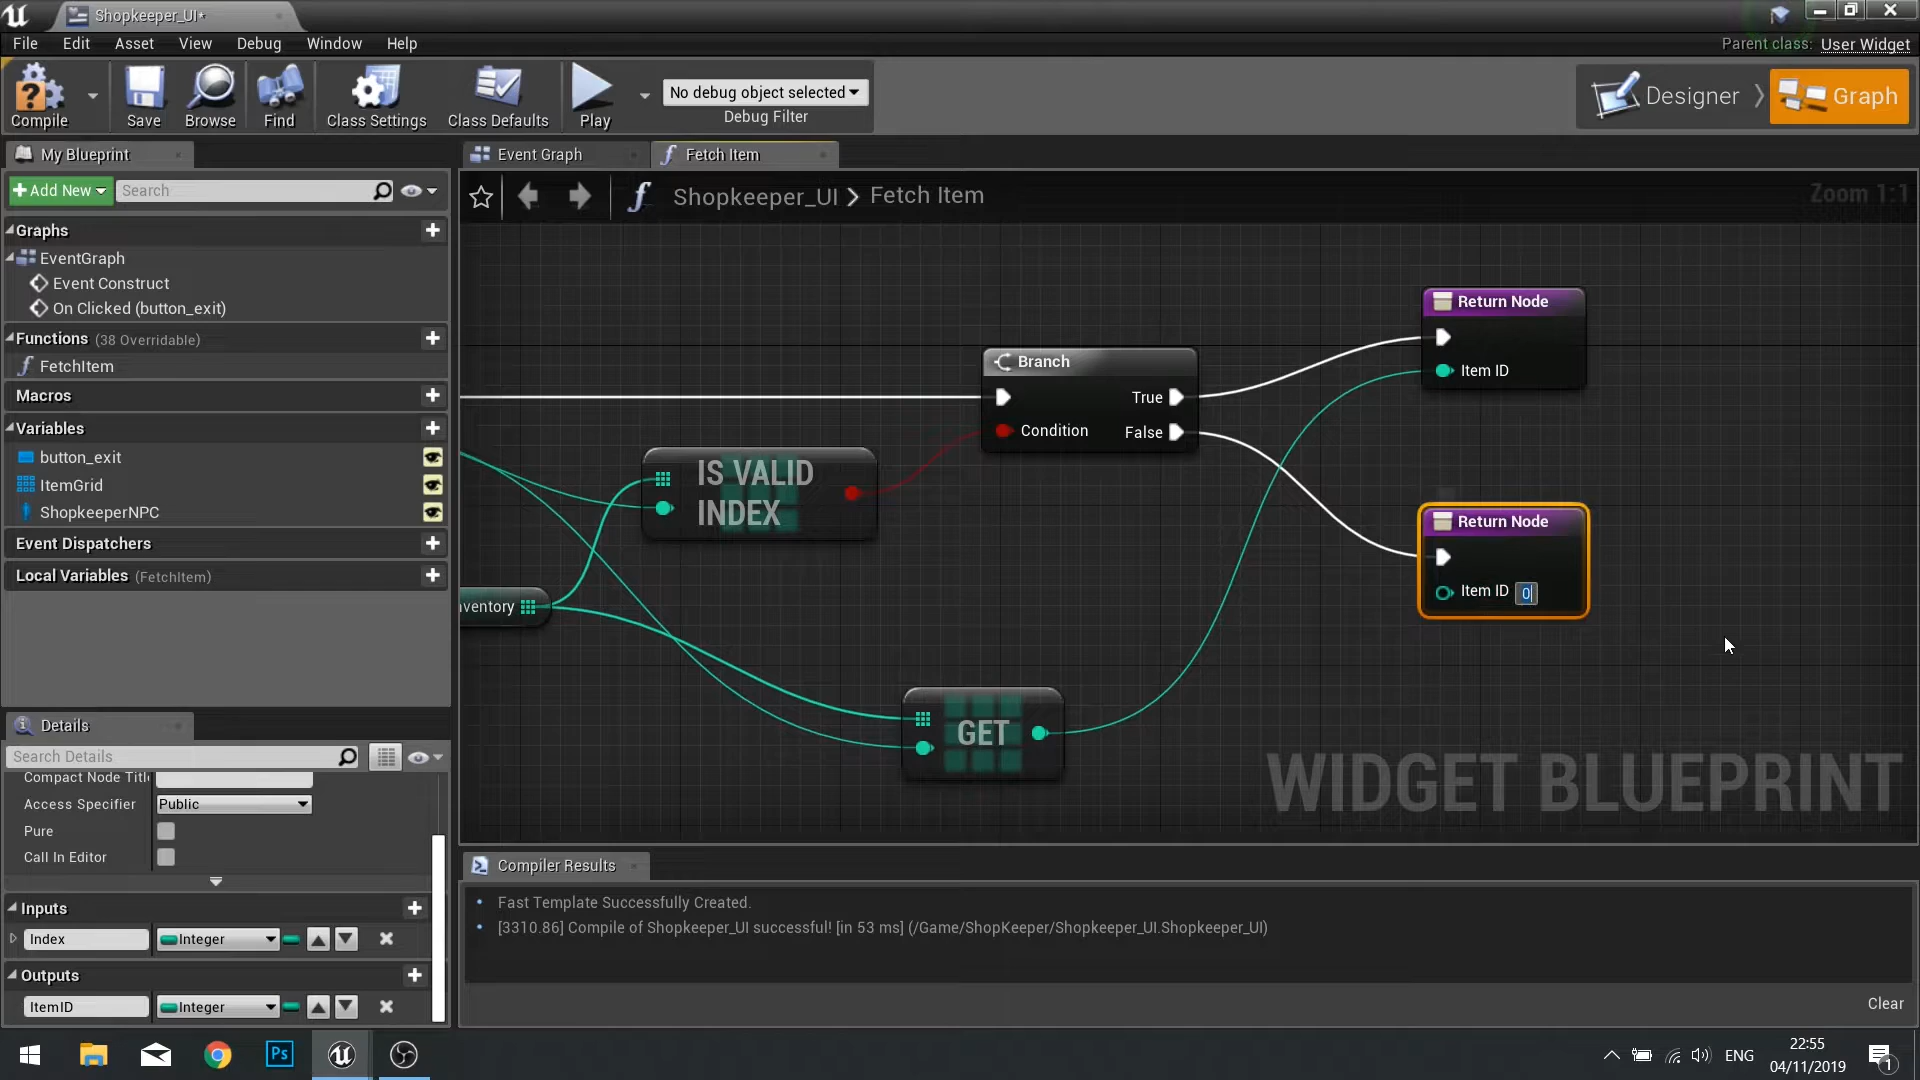 Shopkeeper_UI*
File Edit Asset View Debug Window Help
Parent class: User Widget
Compile
Save
Browse
Find
Class Settings
Class Defaults
Play
No debug object selected
Debug Filter
Designer
Graph
My Blueprint
Add New
Search
Graphs
EventGraph
Event Construct
On Clicked (button_exit)
Functions (38 Overridable)
FetchItem
Macros
Variables
button_exit
ItemGrid
ShopkeeperNPC
Event Dispatchers
Local Variables (FetchItem)
Event Graph
Fetch Item
Shopkeeper_UI > Fetch Item
Zoom 1:1
Return Node
Item ID
Branch
True
Condition
False
IS VALID
INDEX
Return Node
Item ID 0
nventory
GET
WIDGET BLUEPRINT
Details
Search Details
Compact Node Titl
Access Specifier Public
Pure
Call In Editor
Inputs
Index Integer
Outputs
ItemID Integer
Compiler Results
Fast Template Successfully Created.
[3310.86] Compile of Shopkeeper_UI successful! [in 53 ms] (/Game/ShopKeeper/Shopkeeper_UI.Shopkeeper_UI)
Clear
Ps
ENG
22:55
04/11/2019
1